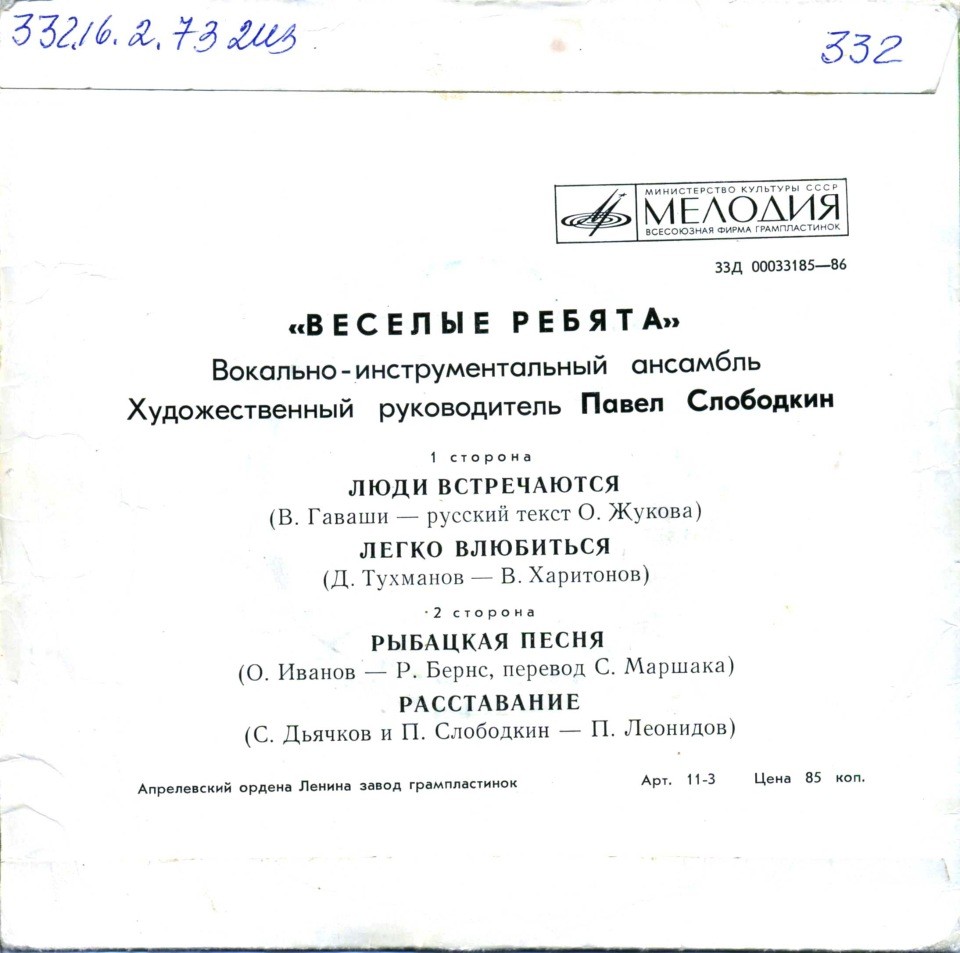 332.16.2.73 2из
332
МИНИСТЕРСТВО КУЛЬТУРЫ СССР
МЕЛОДИЯ
ВСЕСОЮЗНАЯ ФИРМА ГРАМПЛАСТИНОК
33Д 00033185—86
«ВЕСЕЛЫЕ РЕБЯТА»
Вокально-инструментальный ансамбль
Художественный руководитель Павел Слободкин
1 сторона
ЛЮДИ ВСТРЕЧАЮТСЯ
(В. Гаваши — русский текст О. Жукова)
ЛЕГКО ВЛЮБИТЬСЯ
(Д. Тухманов — В. Харитонов)
2 сторона
РЫБАЦКАЯ ПЕСНЯ
(О. Иванов — Р. Бернс, перевод С. Маршака)
РАССТАВАНИЕ
(С. Дьячков и П. Слободкин — П. Леонидов)
Апрелевский ордена Ленина завод грампластинок Арт. 11-3 Цена 85 коп.